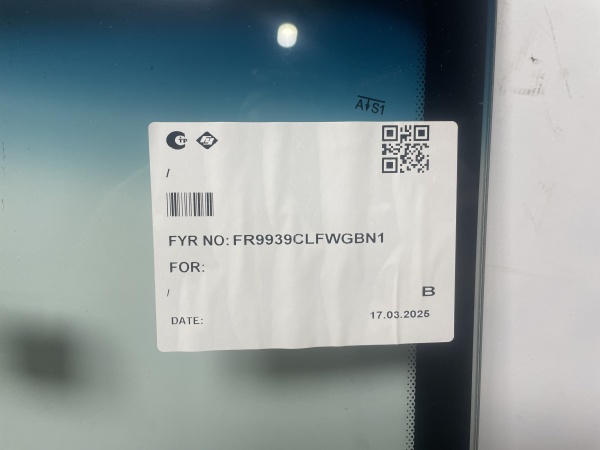 A↓S1
/
FYR NO: FR9939CLFWGBN1
FOR:
/
B
DATE:
17.03.2025